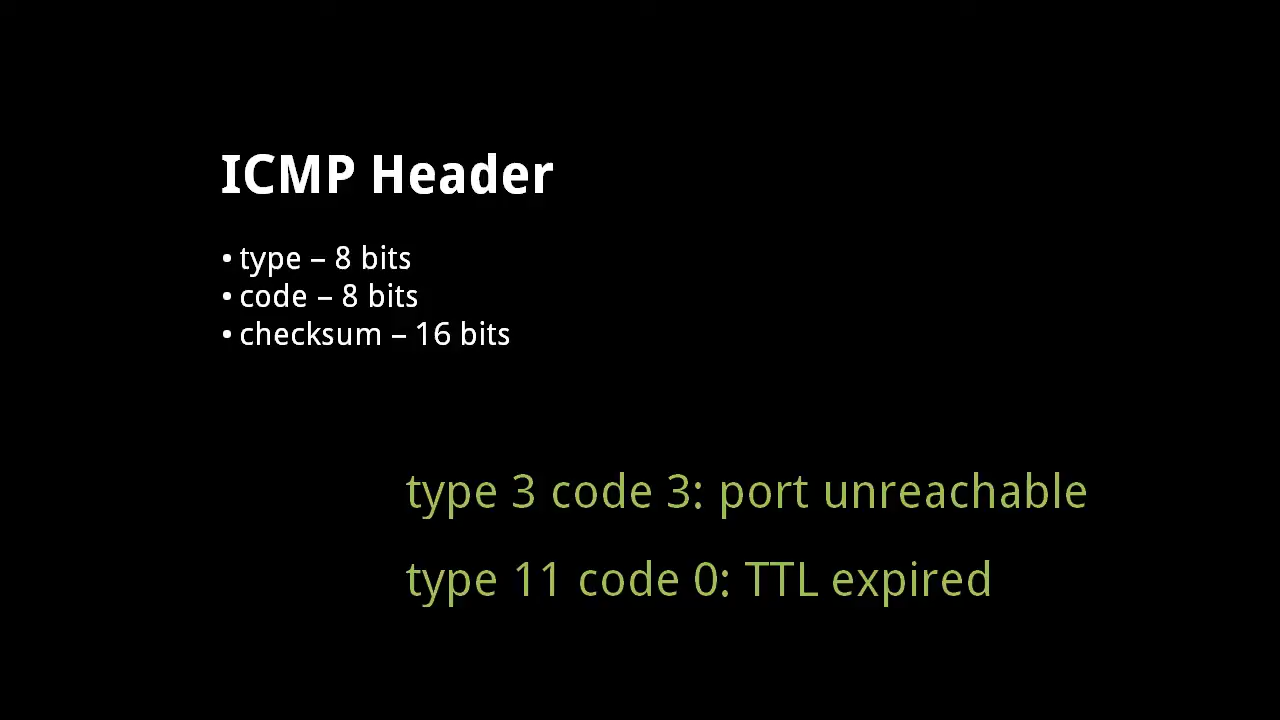 ICMP Header
• type – 8 bits
• code – 8 bits
• checksum – 16 bits
type 3 code 3: port unreachable
type 11 code 0: TTL expired